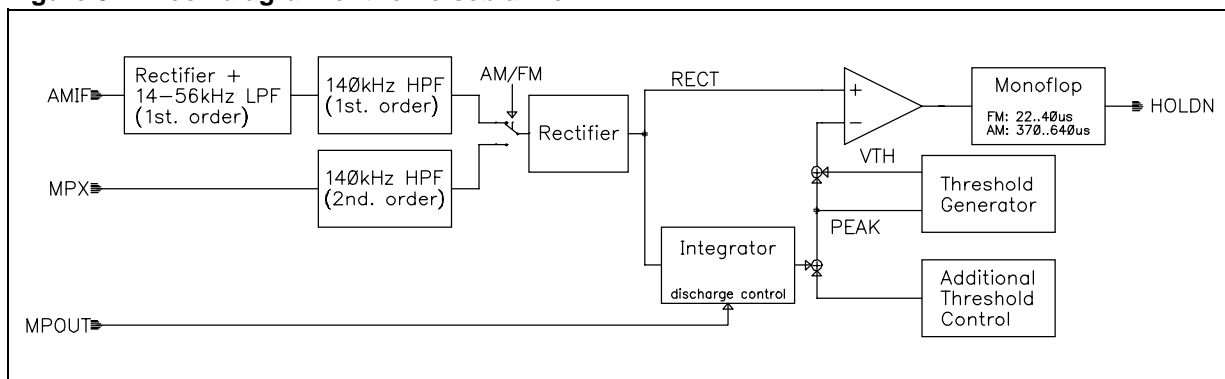 AMIF
Rectifier +
14-56kHz LPF
(1st. order)
140kHz HPF
(1st. order)
AM/FM
Rectifier
RECT
+
−
Monoflop
FM: 22..40us
AM: 370..640us
HOLDN
MPX
140kHz HPF
(2nd. order)
VTH
Threshold
Generator
PEAK
Integrator
discharge control
Additional
Threshold
Control
MPOUT